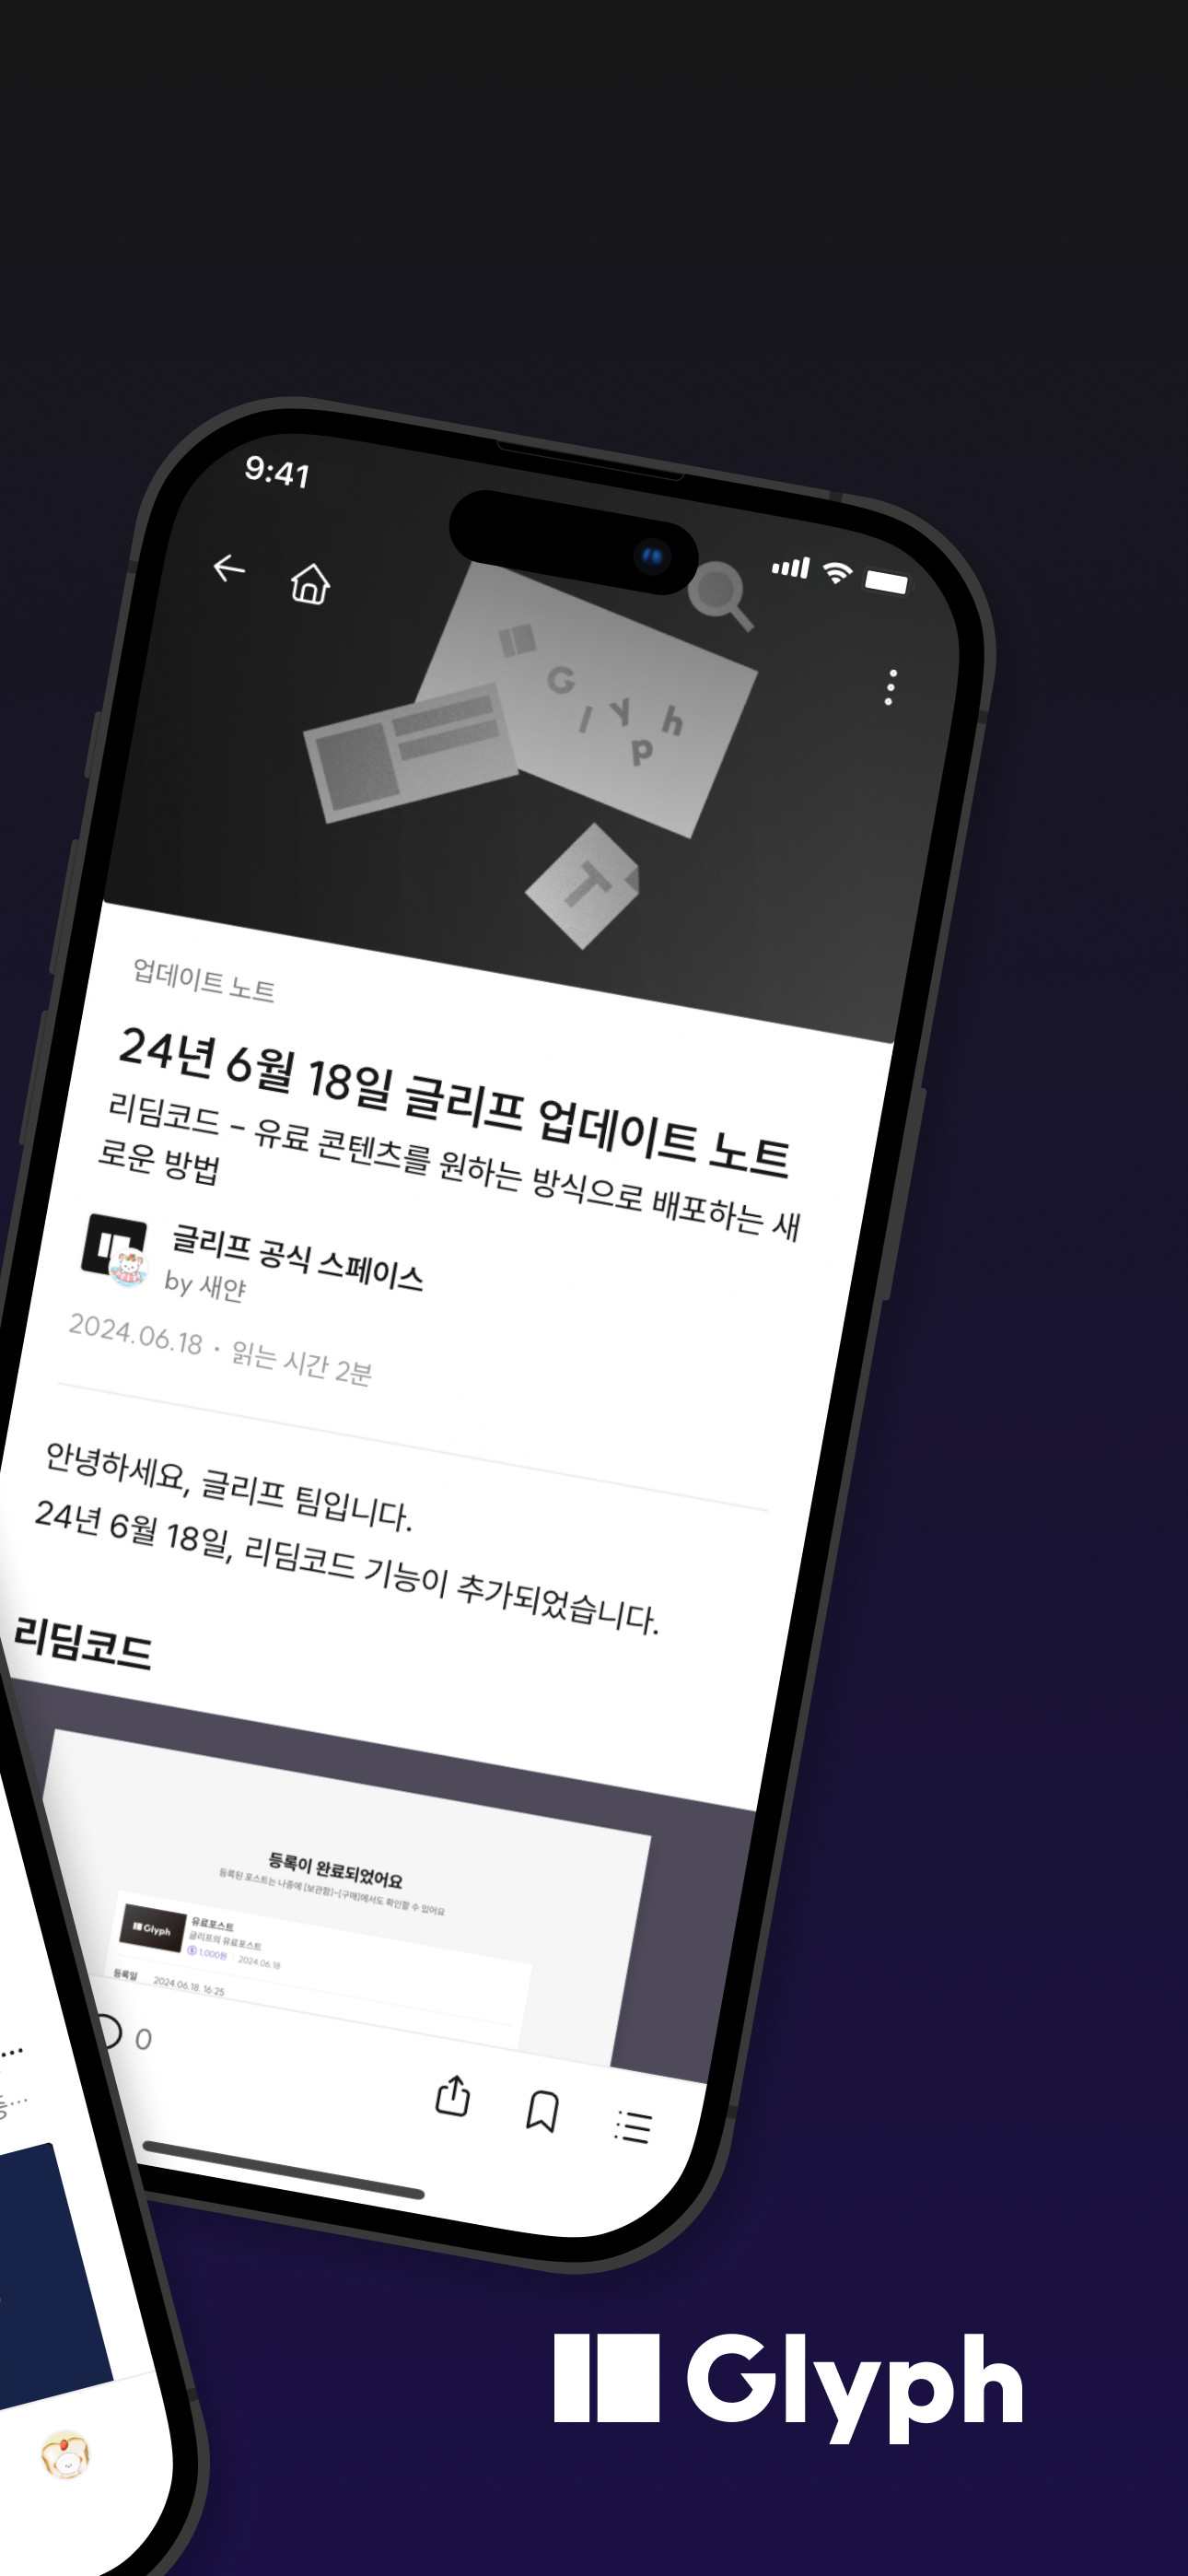 9:41
Glyph
T
업데이트 노트
24년 6월 18일 글리프 업데이트 노트
리딤코드 - 유료 콘텐츠를 원하는 방식으로 배포하는 새
로운 방법
글리프 공식 스페이스
by 새얀
2024.06.18 · 읽는 시간 2분
안녕하세요, 글리프 팀입니다.
24년 6월 18일, 리딤코드 기능이 추가되었습니다.
리딤코드
등록이 완료되었어요
등록된 포스트는 나중에 [보관함]-[구매]에서도 확인할 수 있어요
Glyph
유료포스트
글리프의 유료포스트
1,000원 | 2024.06.18
등록일 2024.06.18. 16:25
0
Glyph